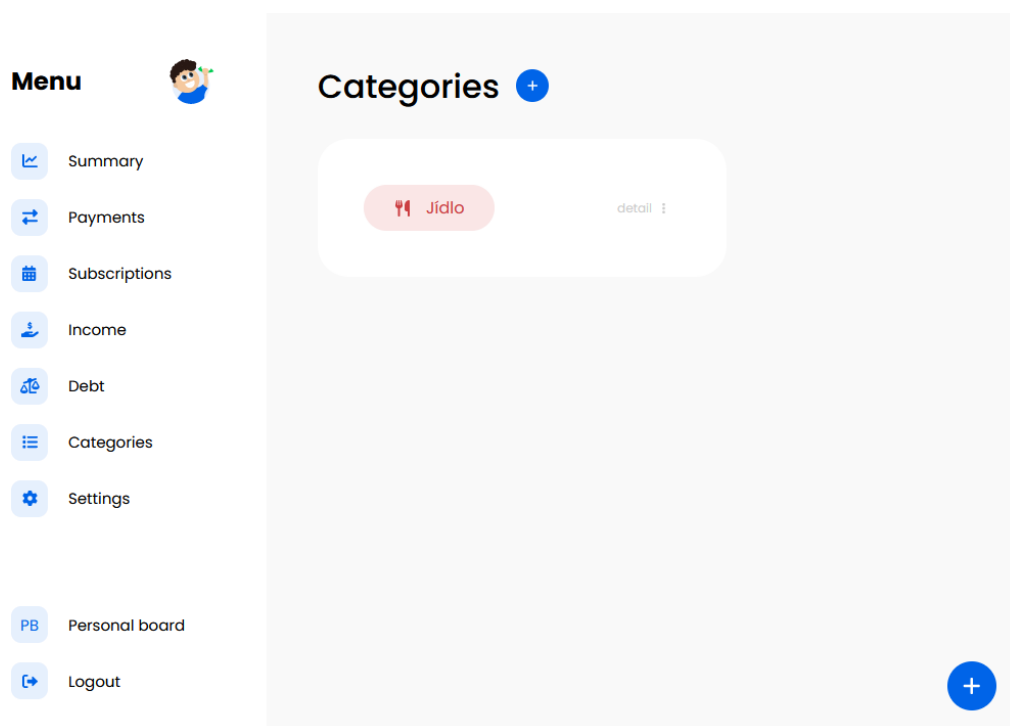 Menu
Summary
Payments
Subscriptions
Income
Debt
Categories
Settings
PB Personal board
Logout
Categories +
Jídlo
detail
+